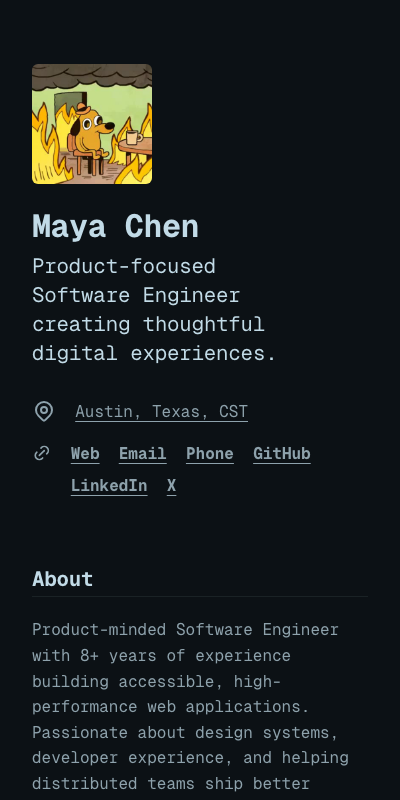 Maya Chen
Product-focused
Software Engineer
creating thoughtful
digital experiences.
Austin, Texas, CST
Web Email Phone GitHub
LinkedIn X
About
Product-minded Software Engineer
with 8+ years of experience
building accessible, high-
performance web applications.
Passionate about design systems,
developer experience, and helping
distributed teams ship better